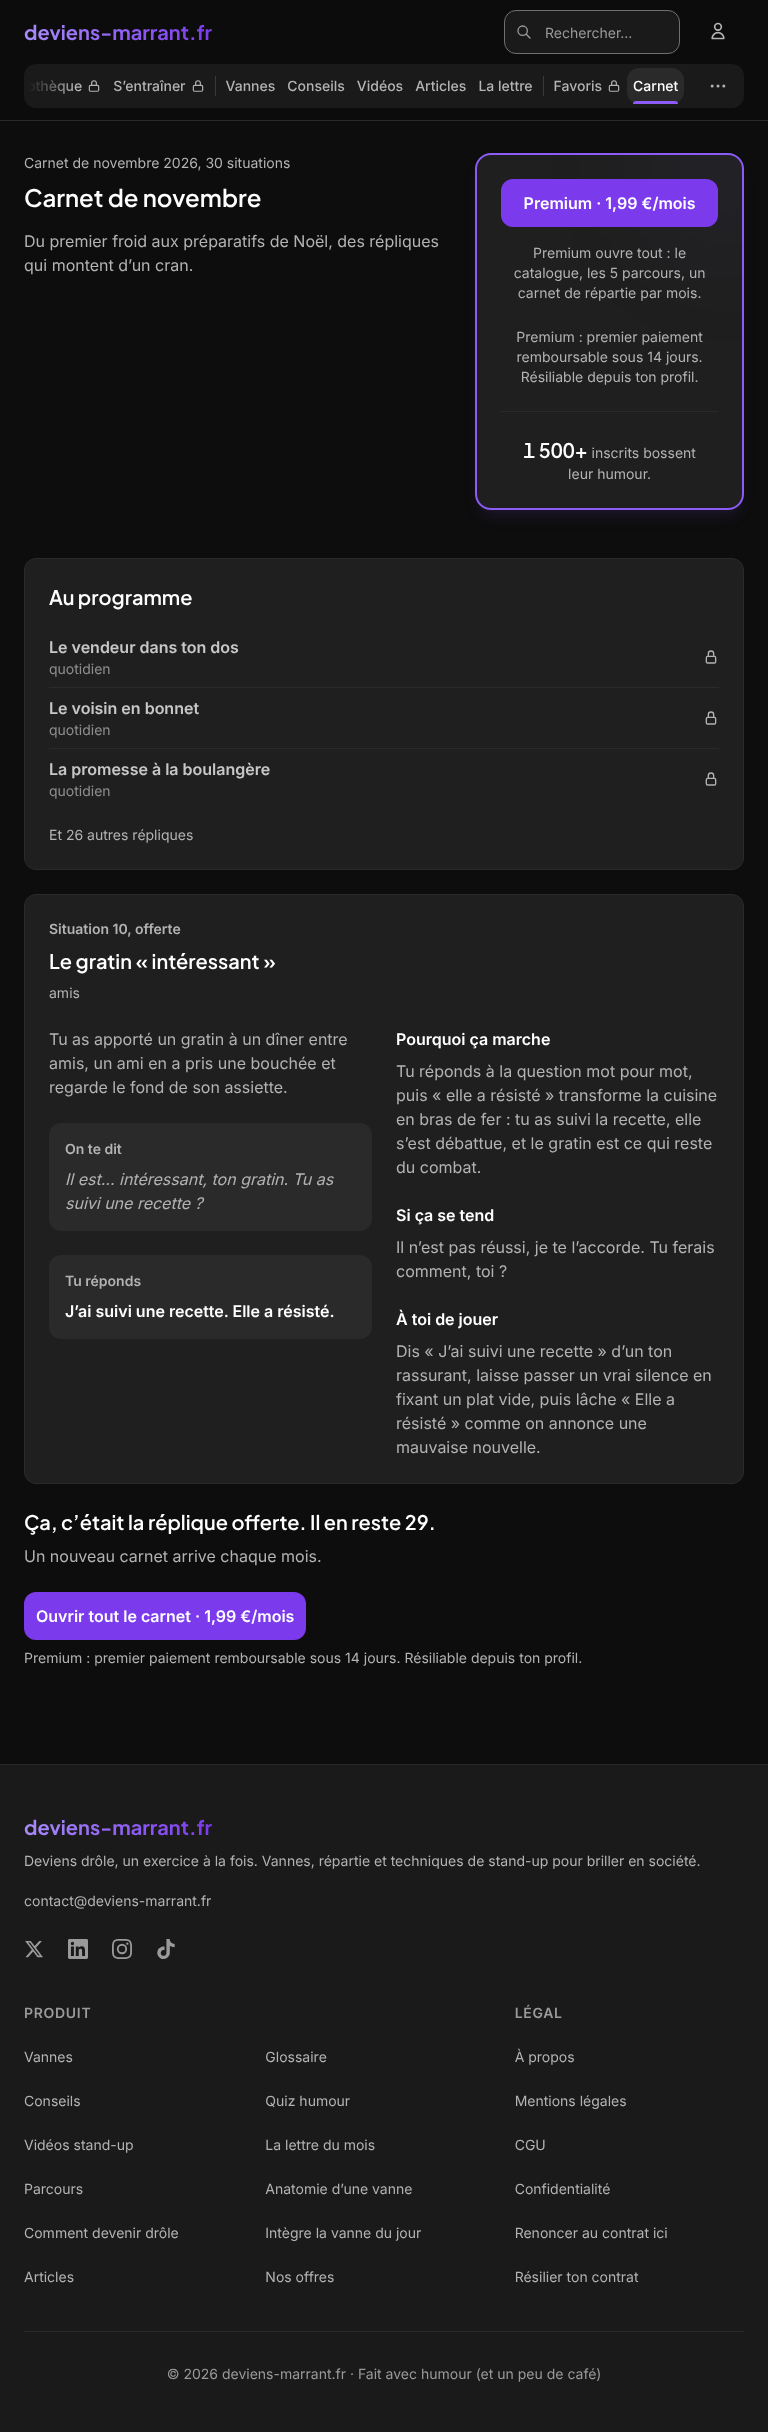 deviens-marrant.fr
Rechercher...
S’entraîner
Vannes
Conseils
Vidéos
Articles
La lettre
Favoris
Carnet
Carnet de novembre 2026, 30 situations
Carnet de novembre
Du premier froid aux préparatifs de Noël, des répliques
qui montent d’un cran.
Premium · 1,99 €/mois
Premium ouvre tout : le
catalogue, les 5 parcours, un
carnet de répartie par mois.
Premium : premier paiement
remboursable sous 14 jours.
Résiliable depuis ton profil.
1 500+ inscrits bossent
leur humour.
Au programme
Le vendeur dans ton dos
quotidien
Le voisin en bonnet
quotidien
La promesse à la boulangère
quotidien
Et 26 autres répliques
Situation 10, offerte
Le gratin « intéressant »
amis
Tu as apporté un gratin à un dîner entre
amis, un ami en a pris une bouchée et
regarde le fond de son assiette.
On te dit
Il est… intéressant, ton gratin. Tu as
suivi une recette ?
Tu réponds
J’ai suivi une recette. Elle a résisté.
Pourquoi ça marche
Tu réponds à la question mot pour mot,
puis « elle a résisté » transforme la cuisine
en bras de fer : tu as suivi la recette, elle
s’est débattue, et le gratin est ce qui reste
du combat.
Si ça se tend
Il n’est pas réussi, je te l’accorde. Tu ferais
comment, toi ?
À toi de jouer
Dis « J’ai suivi une recette » d’un ton
rassurant, laisse passer un vrai silence en
fixant un plat vide, puis lâche « Elle a
résisté » comme on annonce une
mauvaise nouvelle.
Ça, c’était la réplique offerte. Il en reste 29.
Un nouveau carnet arrive chaque mois.
Ouvrir tout le carnet · 1,99 €/mois
Premium : premier paiement remboursable sous 14 jours. Résiliable depuis ton profil.
deviens-marrant.fr
Deviens drôle, un exercice à la fois. Vannes, répartie et techniques de stand-up pour briller en société.
contact@deviens-marrant.fr
PRODUIT
Vannes
Conseils
Vidéos stand-up
Parcours
Comment devenir drôle
Articles
Glossaire
Quiz humour
La lettre du mois
Anatomie d’une vanne
Intègre la vanne du jour
Nos offres
LÉGAL
À propos
Mentions légales
CGU
Confidentialité
Renoncer au contrat ici
Résilier ton contrat
© 2026 deviens-marrant.fr · Fait avec humour (et un peu de café)